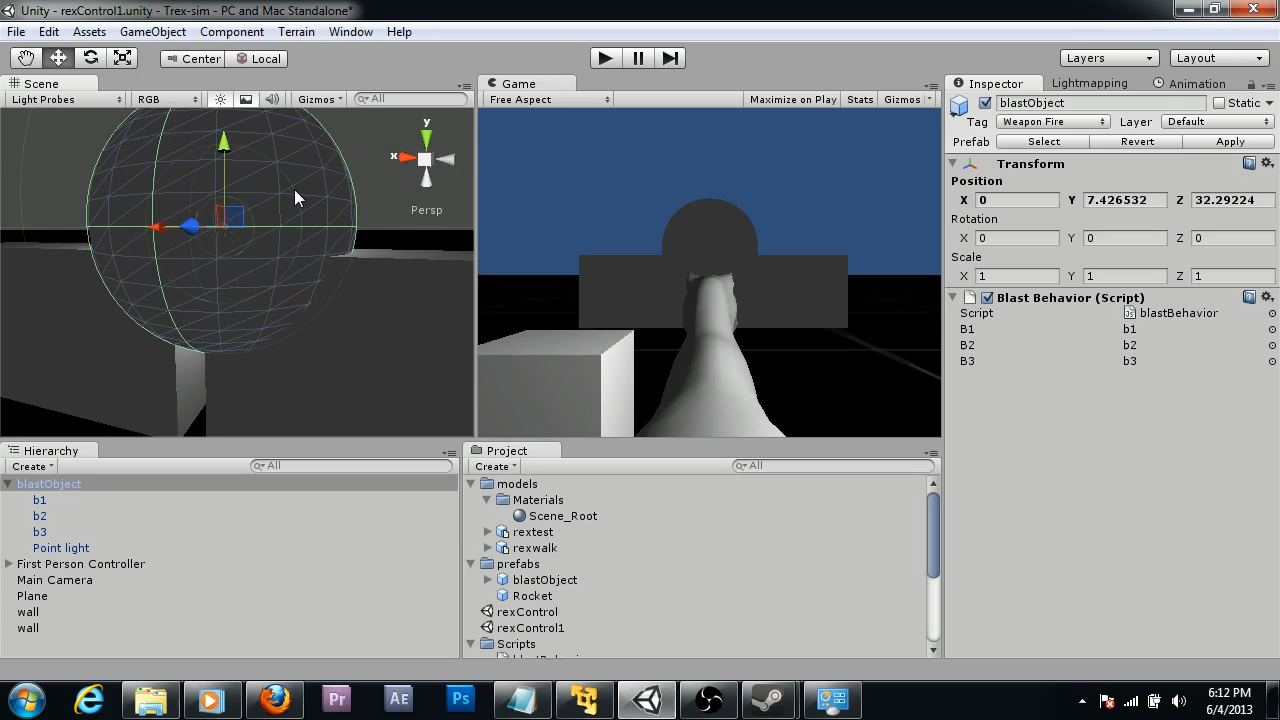 Unity - rexControl1.unity - Trex-sim - PC and Mac Standalone*
File Edit Assets GameObject Component Terrain Window Help
Center Local Layers Layout
Scene
Light Probes RGB Gizmos All
y
x
Persp
Game
Free Aspect Maximize on Play Stats Gizmos
Inspector Lightmapping Animation
blastObject Static
Tag Weapon Fire Layer Default
Prefab Select Revert Apply
Transform
Position
X 0 Y 7.426532 Z 32.29224
Rotation
X 0 Y 0 Z 0
Scale
X 1 Y 1 Z 1
Blast Behavior (Script)
Script blastBehavior
B1 b1
B2 b2
B3 b3
Hierarchy
Create All
blastObject
b1
b2
b3
Point light
First Person Controller
Main Camera
Plane
wall
wall
Project
Create All
models
Materials
Scene_Root
rextest
rexwalk
prefabs
blastObject
Rocket
rexControl
rexControl1
Scripts
Pr Ae Ps
6:12 PM
6/4/2013